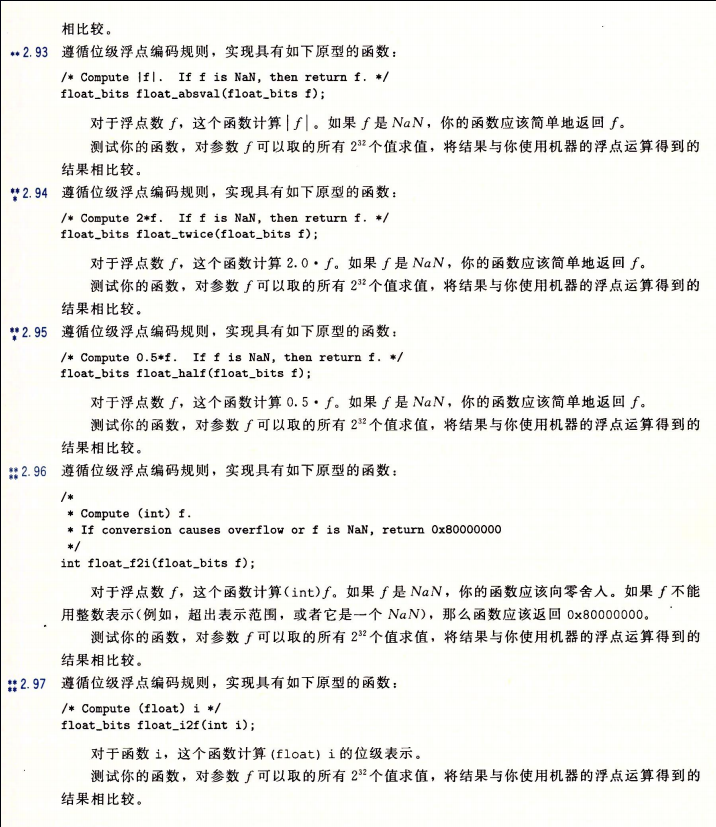 相比较。
**2.93 遵循位级浮点编码规则，实现具有如下原型的函数：
/* Compute |f|. If f is NaN, then return f. */
float_bits float_absval(float_bits f);
对于浮点数 f，这个函数计算|f|。如果 f 是 NaN，你的函数应该简单地返回 f。
测试你的函数，对参数 f 可以取的所有 2³² 个值求值，将结果与你使用机器的浮点运算得到的
结果相比较。
*** 2.94 遵循位级浮点编码规则，实现具有如下原型的函数：
/* Compute 2*f. If f is NaN, then return f. */
float_bits float_twice(float_bits f);
对于浮点数 f，这个函数计算 2.0·f。如果 f 是 NaN，你的函数应该简单地返回 f。
测试你的函数，对参数 f 可以取的所有 2³² 个值求值，将结果与你使用机器的浮点运算得到的
结果相比较。
*** 2.95 遵循位级浮点编码规则，实现具有如下原型的函数：
/* Compute 0.5*f. If f is NaN, then return f. */
float_bits float_half(float_bits f);
对于浮点数 f，这个函数计算 0.5·f。如果 f 是 NaN，你的函数应该简单地返回 f。
测试你的函数，对参数 f 可以取的所有 2³² 个值求值，将结果与你使用机器的浮点运算得到的
结果相比较。
**** 2.96 遵循位级浮点编码规则，实现具有如下原型的函数：
/*
* Compute (int) f.
* If conversion causes overflow or f is NaN, return 0x80000000
*/
int float_f2i(float_bits f);
对于浮点数 f，这个函数计算(int)f。如果 f 是 NaN，你的函数应该向零舍入。如果 f 不能
用整数表示(例如，超出表示范围，或者它是一个 NaN)，那么函数应该返回 0x80000000。
测试你的函数，对参数 f 可以取的所有 2³² 个值求值，将结果与你使用机器的浮点运算得到的
结果相比较。
**** 2.97 遵循位级浮点编码规则，实现具有如下原型的函数：
/* Compute (float) i */
float_bits float_i2f(int i);
对于函数 i，这个函数计算(float) i 的位级表示。
测试你的函数，对参数 f 可以取的所有 2³² 个值求值，将结果与你使用机器的浮点运算得到的
结果相比较。